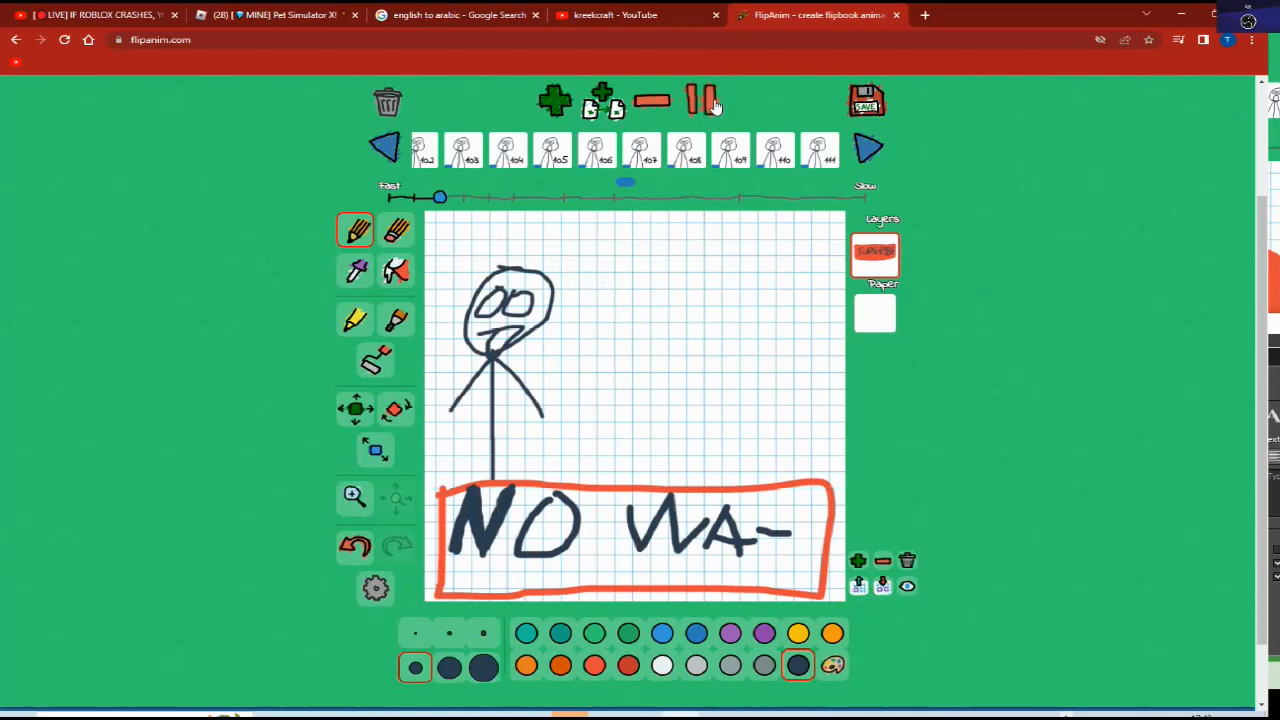 [🔴LIVE] IF ROBLOX CRASHES, Y
(28) [💎 MINE] Pet Simulator X!
english to arabic - Google Search
kreekcraft - YouTube
FlipAnim - create flipbook anima
flipanim.com
T
SAVE
102 103 104 105 106 107 108 109 110 111
Fast
Slow
Layers
SUBSCRIBE
Paper
NO WA-